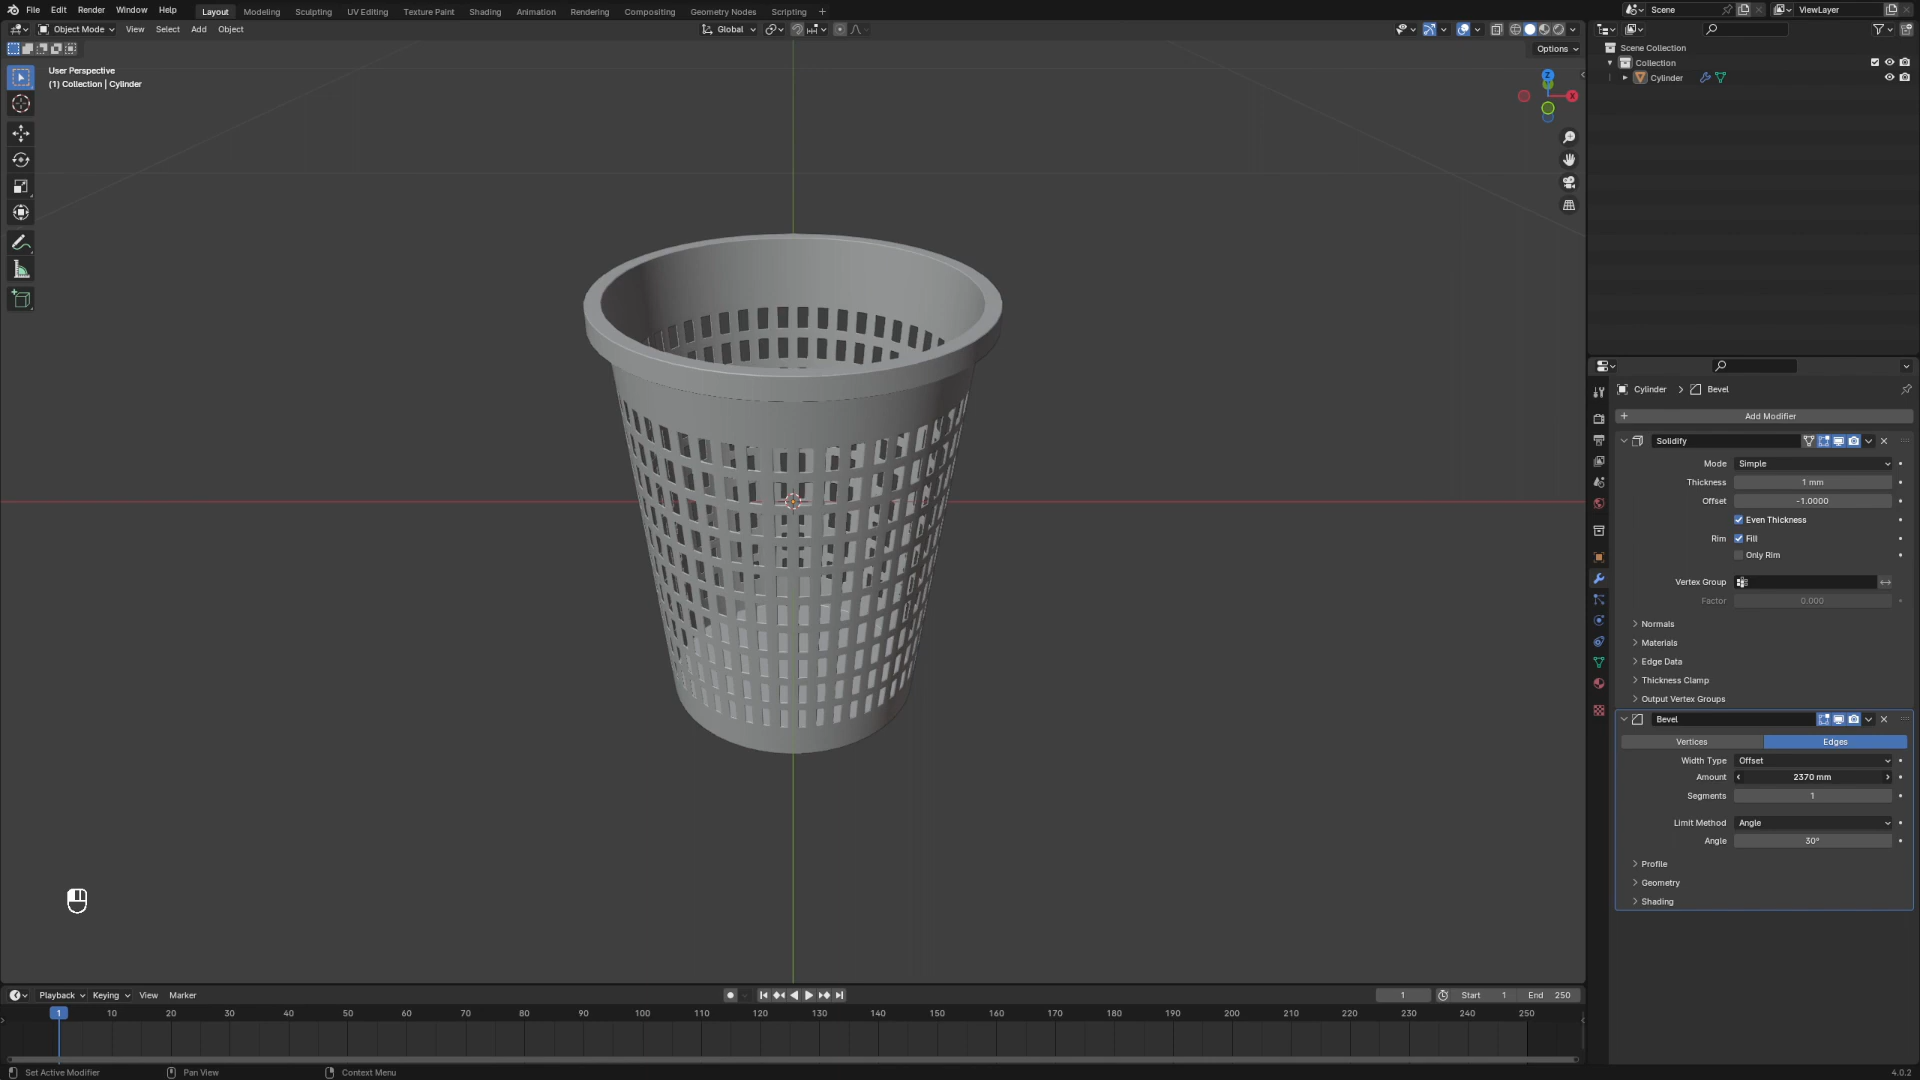 File Edit Render Window Help Layout Modeling Sculpting UV Editing Texture Paint Shading Animation Rendering Compositing Geometry Nodes Scripting + Scene ViewLayer
Object Mode View Select Add Object Global
Options
User Perspective
(1) Collection | Cylinder
Z
X
Scene Collection
Collection
Cylinder
Cylinder > Bevel
+ Add Modifier
Solidify
Mode Simple
Thickness 1 mm
Offset -1.0000
Even Thickness
Rim Fill
Only Rim
Vertex Group
Factor 0.000
Normals
Materials
Edge Data
Thickness Clamp
Output Vertex Groups
Bevel
Vertices Edges
Width Type Offset
Amount 2370 mm
Segments 1
Limit Method Angle
Angle 30°
Profile
Geometry
Shading
Playback Keying View Marker 1 Start 1 End 250
1 10 20 30 40 50 60 70 80 90 100 110 120 130 140 150 160 170 180 190 200 210 220 230 240 250
Set Active Modifier Pan View Context Menu 4.0.2